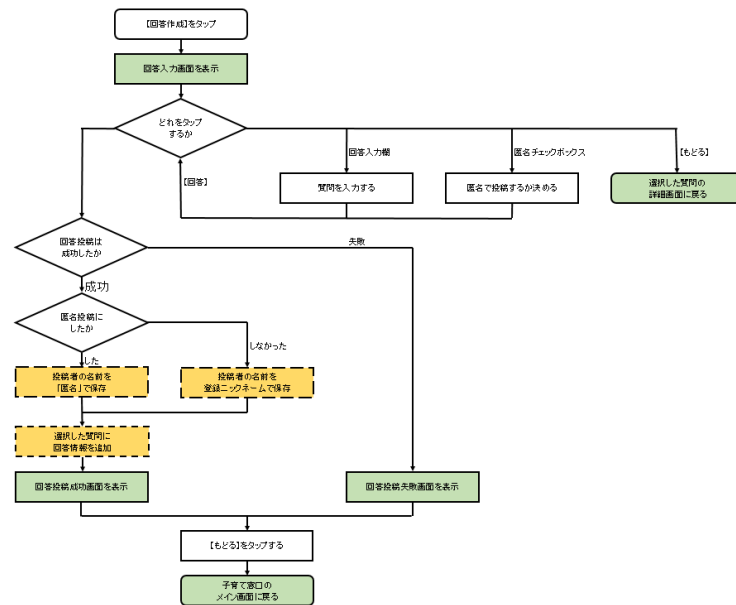 【回答作成】をタップ
回答入力画面を表示
どれをタップ
するか
回答入力欄
匿名チェックボックス
【もどる】
【回答】
質問を入力する
匿名で投稿するか決める
選択した質問の
詳細画面に戻る
回答投稿は
成功したか
失敗
成功
匿名投稿に
したか
しなかった
した
投稿者の名前を
「匿名」で保存
投稿者の名前を
登録ニックネームで保存
選択した質問に
回答情報を追加
回答投稿成功画面を表示
回答投稿失敗画面を表示
【もどる】をタップする
子育て窓口の
メイン画面に戻る